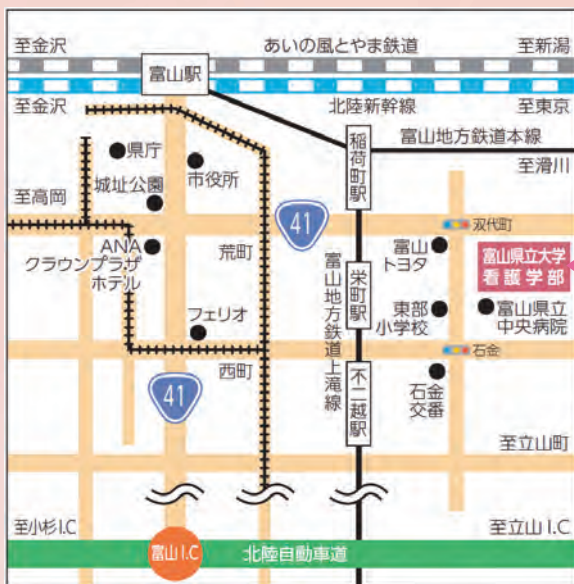 至金沢
あいの風とやま鉄道
至新潟
富山駅
至金沢
北陸新幹線
至東京
稲荷町駅
富山地方鉄道本線
至滑川
県庁
市役所
城址公園
至高岡
41
双代町
ANA
クラウンプラザ
ホテル
荒町
富山
トヨタ
富山県立大学
看護学部
富山地方鉄道上滝線
栄町駅
東部
小学校
富山県立
中央病院
フェリオ
石金
西町
不二越駅
41
石金
交番
至立山町
至小杉I.C
至立山I.C
富山I.C
北陸自動車道